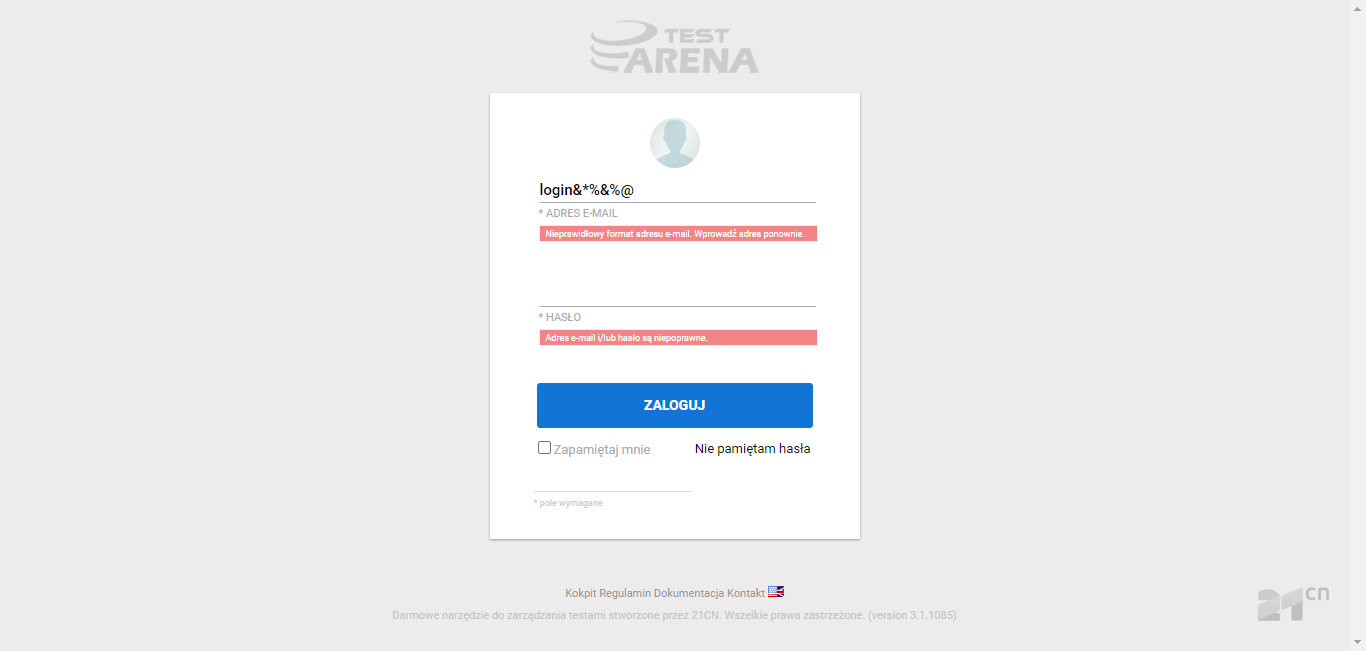 TEST
ARENA
login&*%&%@
* ADRES E-MAIL
Nieprawidłowy format adresu e-mail. Wprowadź adres ponownie.
* HASŁO
Adres e-mail i/lub hasło są niepoprawne.
ZALOGUJ
Zapamiętaj mnie Nie pamiętam hasła
* pole wymagane
Kokpit Regulamin Dokumentacja Kontakt
21cn
Darmowe narzędzie do zarządzania testami stworzone przez 21CN. Wszelkie prawa zastrzeżone. (version 3.1.1085)